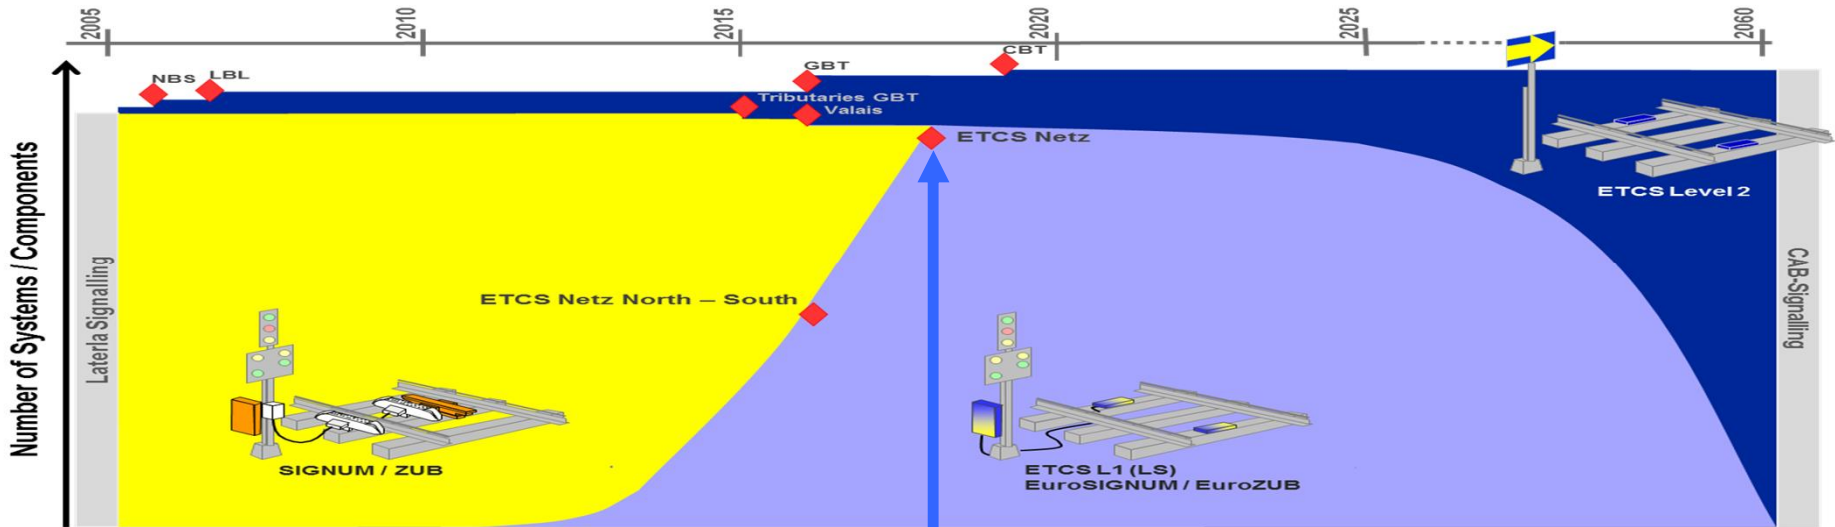 2005
2010
2015
2020
2025
2060
CBT
GBT
NBS
LBL
Tributaries GBT
Valais
ETCS Netz
ETCS Level 2
Number of Systems / Components
Laterla Signalling
CAB-Signalling
ETCS Netz North – South
SIGNUM / ZUB
ETCS L1 (LS)
EuroSIGNUM / EuroZUB